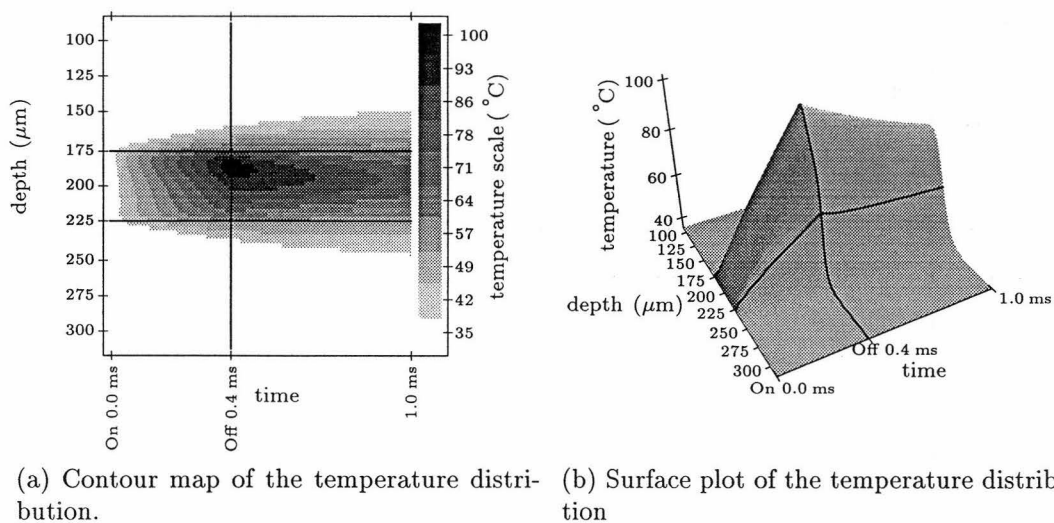 100
125
150
175
200
225
250
275
300
depth (μm)
On 0.0 ms
Off 0.4 ms
1.0 ms
time
100
93
86
78
71
64
57
49
42
35
temperature scale ( °C)
100
80
60
40
temperature ( °C)
100
125
150
175
200
225
250
275
300
depth (μm)
On 0.0 ms
Off 0.4 ms
1.0 ms
time
(a) Contour map of the temperature distri-
bution.
(b) Surface plot of the temperature distrib
tion